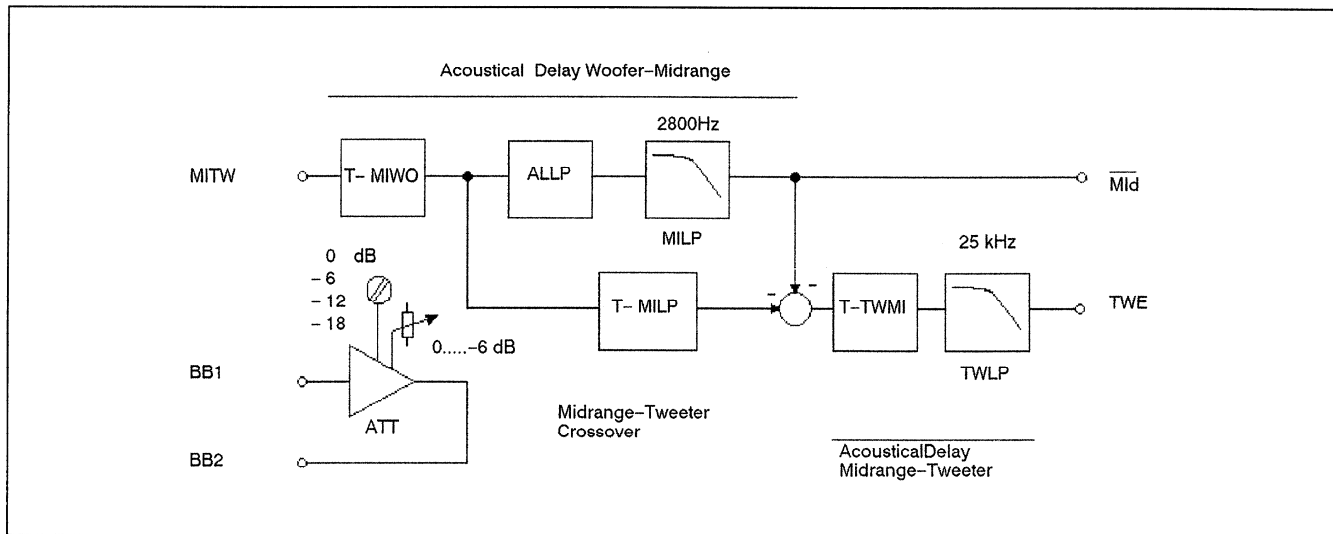 Acoustical Delay Woofer–Midrange
2800Hz
MITW
T– MIWO
ALLP
MId
MILP
25 kHz
0 dB
– 6
– 12
– 18
T– MILP
-
-
T–TWMI
TWE
0.....–6 dB
TWLP
BB1
ATT
Midrange–Tweeter
Crossover
BB2
AcousticalDelay
Midrange–Tweeter